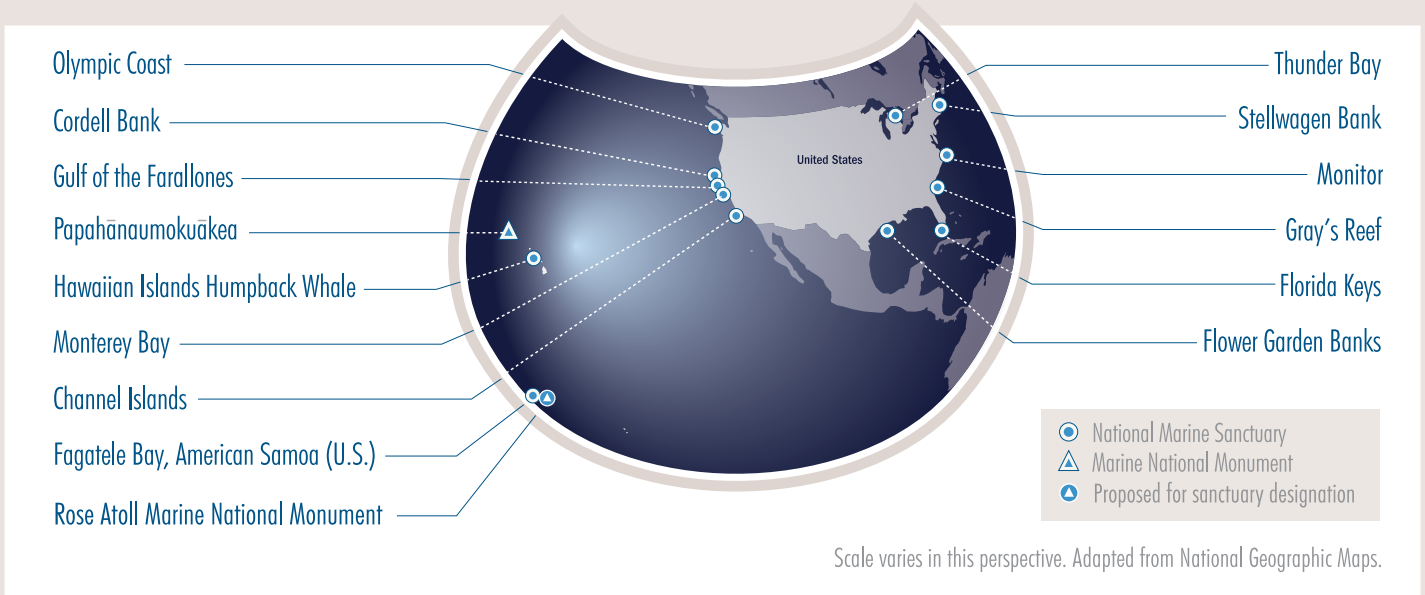 Olympic Coast
Cordell Bank
Gulf of the Farallones
Papahānaumokuākea
Hawaiian Islands Humpback Whale
Monterey Bay
Channel Islands
Fagatele Bay, American Samoa (U.S.)
Rose Atoll Marine National Monument
United States
Thunder Bay
Stellwagen Bank
Monitor
Gray’s Reef
Florida Keys
Flower Garden Banks
National Marine Sanctuary
Marine National Monument
Proposed for sanctuary designation
Scale varies in this perspective. Adapted from National Geographic Maps.